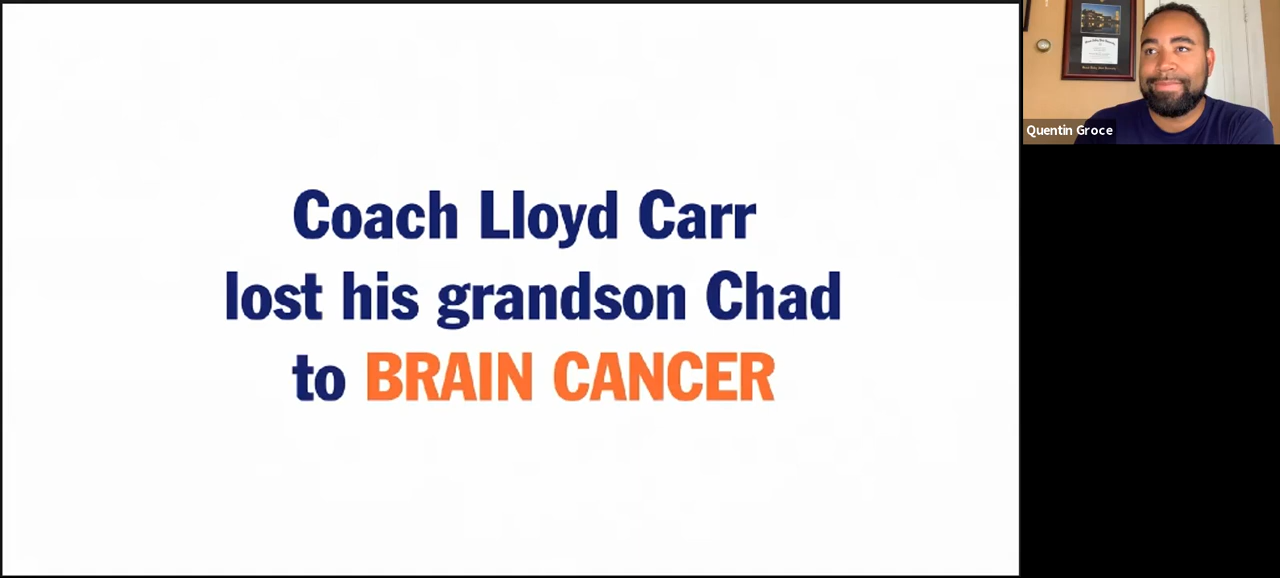 Coach Lloyd Carr
lost his grandson Chad
to BRAIN CANCER
Quentin Groce